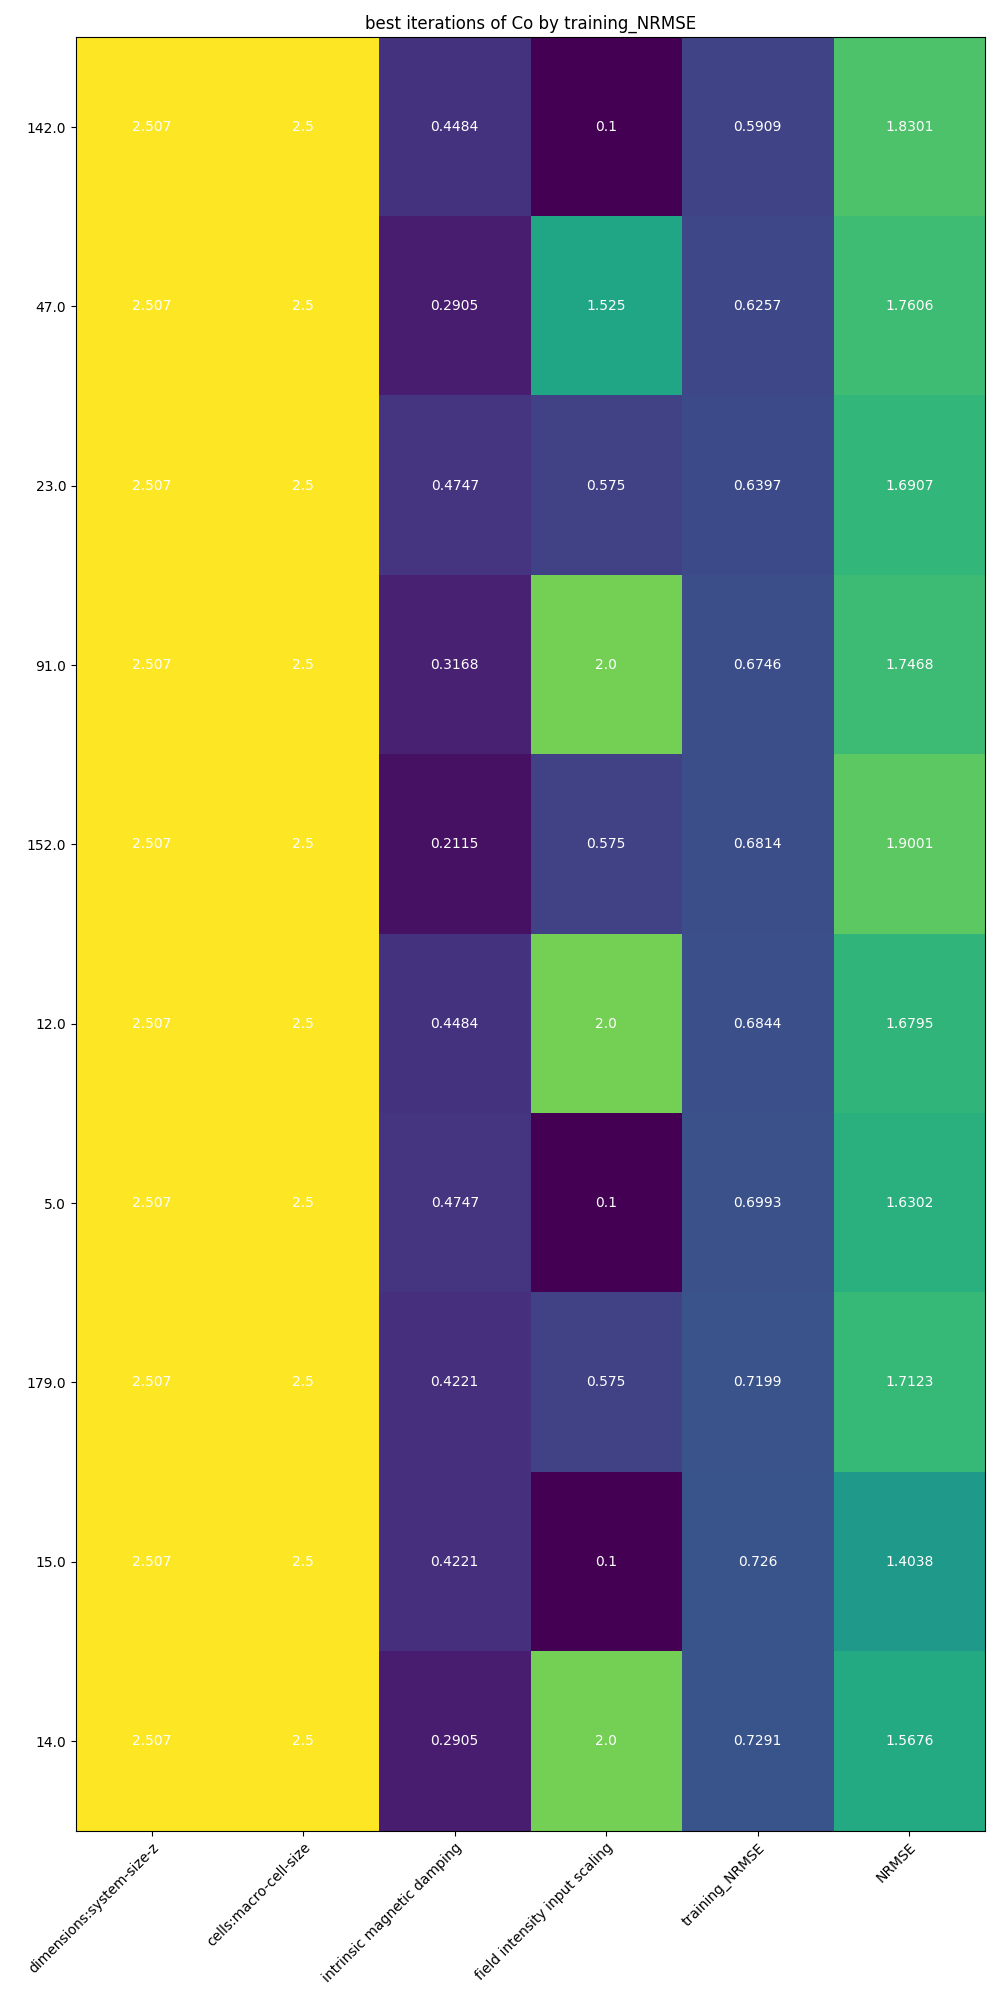 best iterations of Co by training_NRMSE
142.0 2.507 2.5 0.4484 0.1 0.5909 1.8301
47.0 2.507 2.5 0.2905 1.525 0.6257 1.7606
23.0 2.507 2.5 0.4747 0.575 0.6397 1.6907
91.0 2.507 2.5 0.3168 2.0 0.6746 1.7468
152.0 2.507 2.5 0.2115 0.575 0.6814 1.9001
12.0 2.507 2.5 0.4484 2.0 0.6844 1.6795
5.0 2.507 2.5 0.4747 0.1 0.6993 1.6302
179.0 2.507 2.5 0.4221 0.575 0.7199 1.7123
15.0 2.507 2.5 0.4221 0.1 0.726 1.4038
14.0 2.507 2.5 0.2905 2.0 0.7291 1.5676
dimensions:system-size-z
cells:macro-cell-size
intrinsic magnetic damping
field intensity input scaling
training_NRMSE
NRMSE